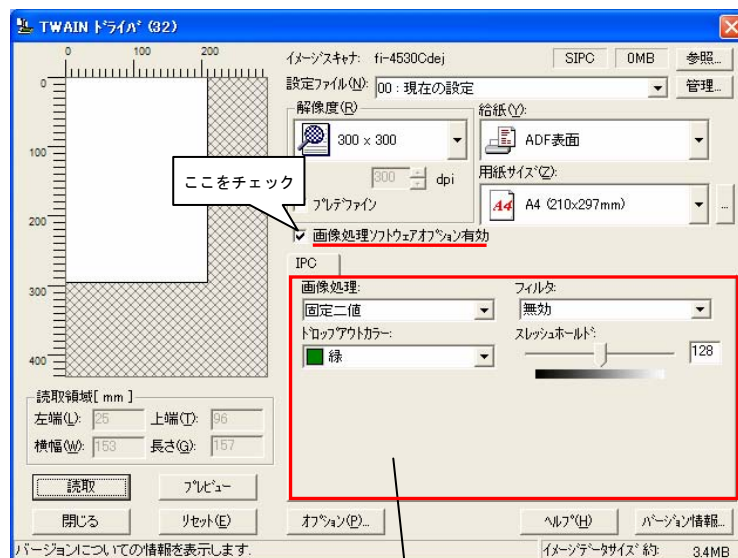 TWAIN ﾄﾞﾗｲﾊﾞ (32)
0 100 200
0
100
200
300
400
ｲﾒｰｼﾞｽｷｬﾅ: fi-4530Cdej
SIPC 0MB 参照...
設定ﾌｧｲﾙ(N): 00 : 現在の設定 管理...
解像度(R)
300 x 300
300 dpi
ﾌﾟﾚﾃﾞﾌｧｲﾝ
給紙(Y):
ADF表面
用紙ｻｲｽﾞ(Z):
A4 A4 (210x297mm) ...
ここをチェック
画像処理ｿﾌﾄｳｪｱｵﾌﾟｼｮﾝ有効
IPC
画像処理:
固定二値
ﾌｨﾙﾀ:
無効
ﾄﾞﾛｯﾌﾟｱｳﾄｶﾗｰ:
緑
ｽﾚｯｼｭﾎｰﾙﾄﾞ:
128
読取領域[ mm ]
左端(L): 25 上端(T): 96
横幅(W): 153 長さ(G): 157
読取 ﾌﾟﾚﾋﾞｭｰ
閉じる ﾘｾｯﾄ(E) ｵﾌﾟｼｮﾝ(P)... ﾍﾙﾌﾟ(H) ﾊﾞｰｼﾞｮﾝ情報...
ﾊﾞｰｼﾞｮﾝについての情報を表示します. ｲﾒｰｼﾞﾃﾞｰﾀｻｲｽﾞ 約: 3.4MB